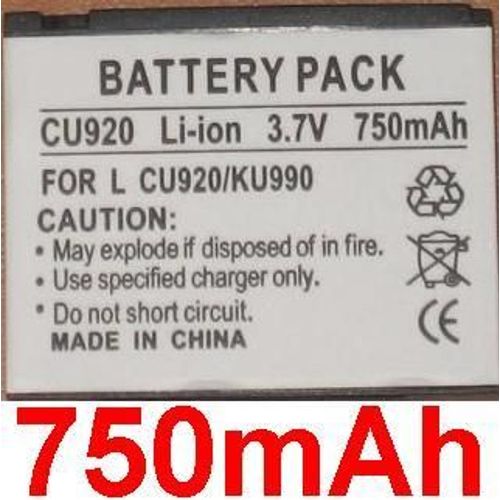 BATTERY PACK
CU920 Li-ion 3.7V 750mAh
FOR L CU920/KU990
CAUTION:
* May explode if disposed of in fire.
* Use specified charger only.
* Do not short circuit.
MADE IN CHINA
CE
750mAh